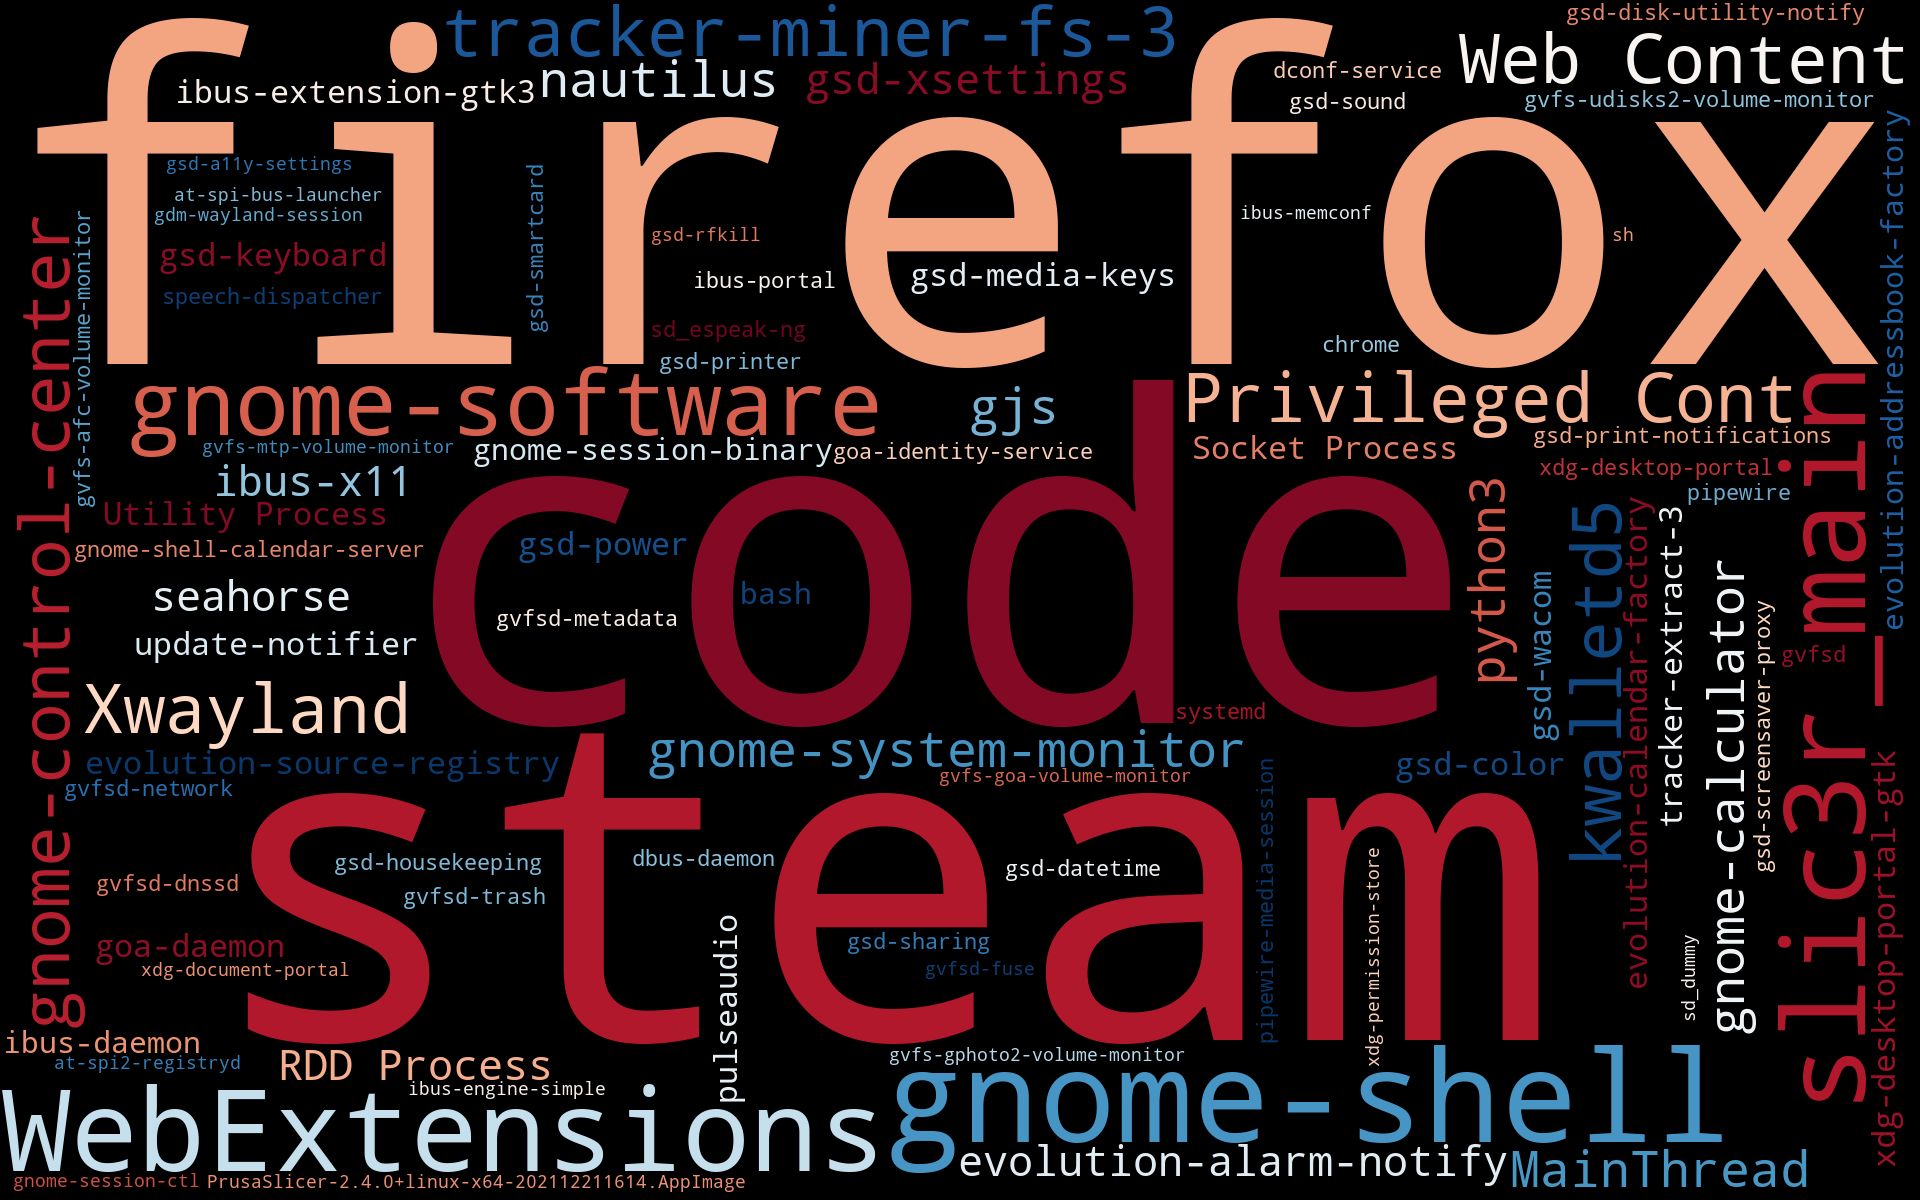 firefox
tracker-miner-fs-3
gsd-disk-utility-notify
Web Content
ibus-extension-gtk3
nautilus
gsd-xsettings
dconf-service
gsd-sound
gvfs-udisks2-volume-monitor
gsd-a11y-settings
at-spi-bus-launcher
gdm-wayland-session
gsd-keyboard
speech-dispatcher
gsd-smartcard
gsd-rfkill
ibus-portal
sd_espeak-ng
gsd-printer
gsd-media-keys
ibus-memconf
chrome
sh
evolution-addressbook-factory
gnome-control-center
gvfs-afc-volume-monitor
gnome-software
gjs
Privileged Cont
gvfs-mtp-volume-monitor
gnome-session-binary
goa-identity-service
Socket Process
gsd-print-notifications
xdg-desktop-portal
pipewire
ibus-x11
Utility Process
gnome-shell-calendar-server
code
gsd-power
bash
gvfsd-metadata
seahorse
update-notifier
python3
gsd-wacom
kwalletd5
evolution-calendar-factory
tracker-extract-3
gnome-calculator
gsd-screensaver-proxy
slic3r_main
gvfsd
Xwayland
systemd
evolution-source-registry
gvfsd-network
gnome-system-monitor
gvfs-goa-volume-monitor
gsd-color
steam
gsd-housekeeping
gvfsd-trash
dbus-daemon
gsd-datetime
gvfsd-dnssd
goa-daemon
xdg-document-portal
pulseaudio
gsd-sharing
gvfsd-fuse
pipewire-media-session
xdg-permission-store
sd_dummy
xdg-desktop-portal-gtk
ibus-daemon
at-spi2-registryd
RDD Process
ibus-engine-simple
gvfs-gphoto2-volume-monitor
WebExtensions
gnome-shell
evolution-alarm-notify
MainThread
gnome-session-ctl
PrusaSlicer-2.4.0+linux-x64-202112211614.AppImage